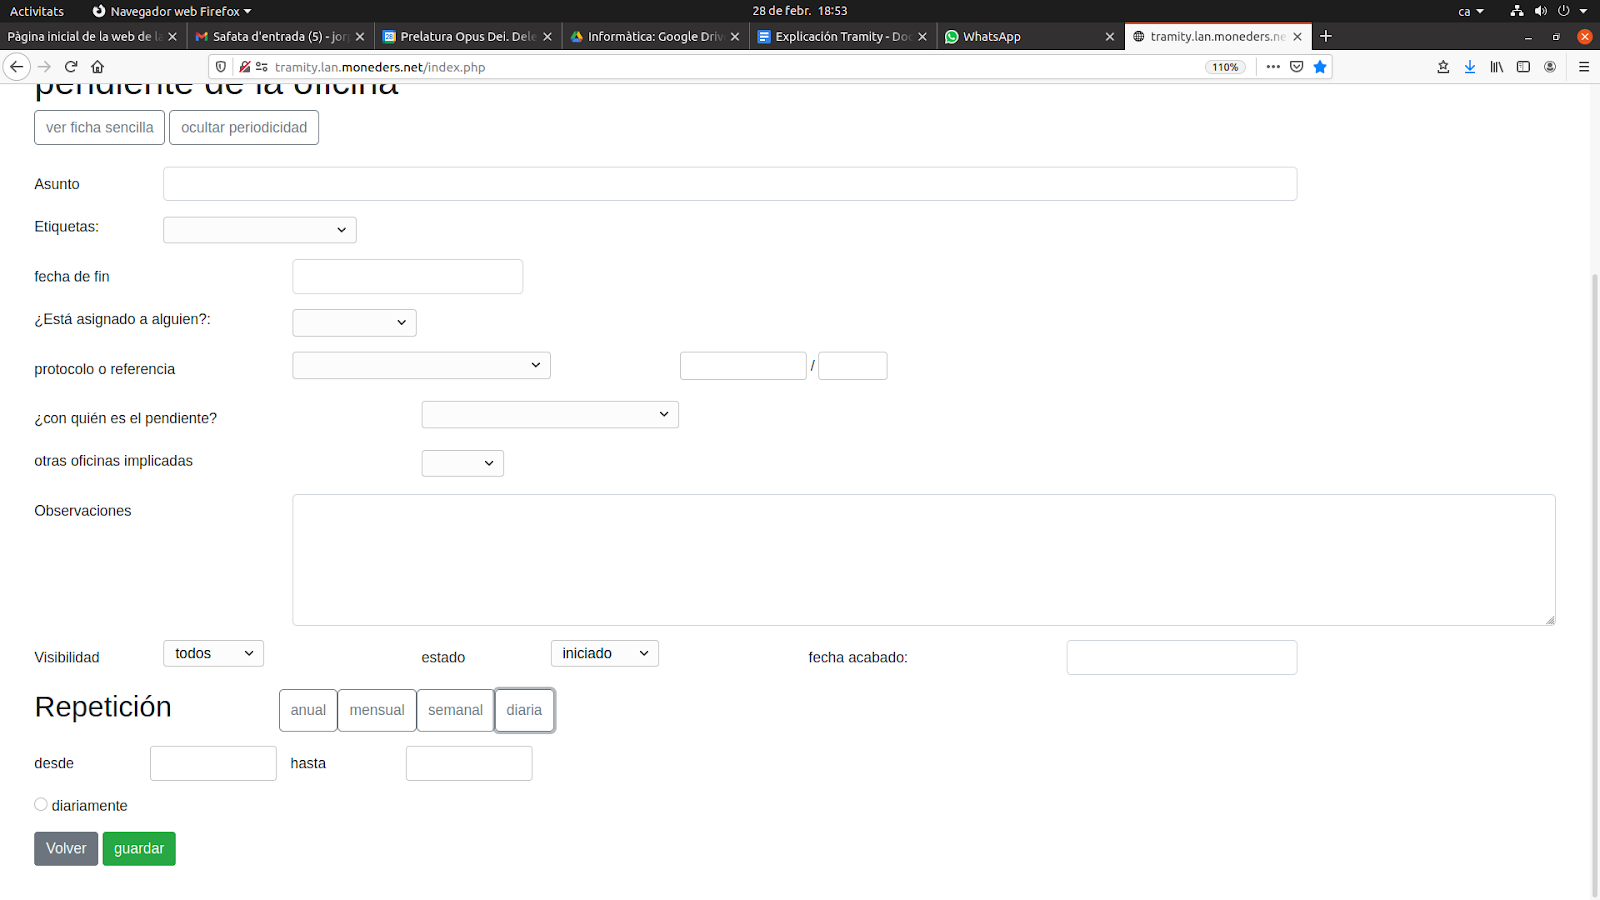 Activitats Navegador web Firefox 28 de febr. 18:53 ca
Pàgina inicial de la web de la Safata d'entrada (5) - jor Prelatura Opus Dei. Dele Informàtica: Google Driv Explicación Tramity - Doc WhatsApp tramity.lan.moneders.ne
tramity.lan.moneders.net/index.php 110%
pendiente de la oficina
ver ficha sencilla ocultar periodicidad
Asunto
Etiquetas:
fecha de fin
¿Está asignado a alguien?:
protocolo o referencia /
¿con quién es el pendiente?
otras oficinas implicadas
Observaciones
Visibilidad todos estado iniciado fecha acabado:
Repetición anual mensual semanal diaria
desde hasta
diariamente
Volver guardar